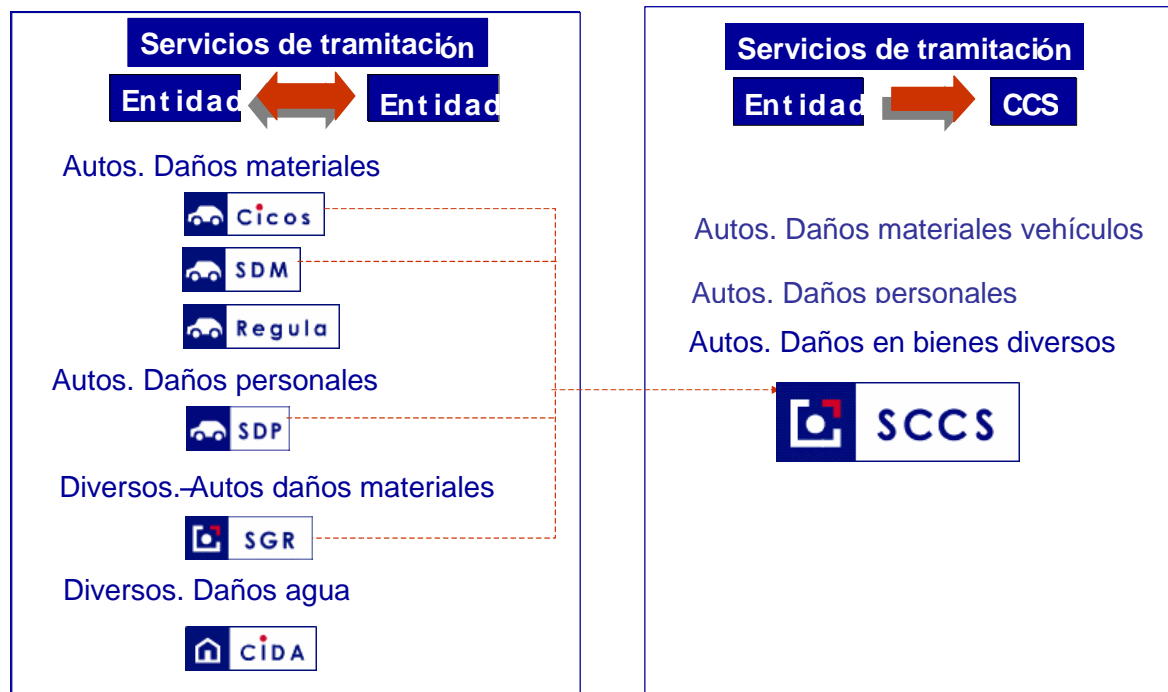 Servicios de tramitación
Entidad Entidad
Autos. Daños materiales
Cicos
SDM
Regula
Autos. Daños personales
SDP
Diversos.–Autos daños materiales
SGR
Diversos. Daños agua
CiDA
Servicios de tramitación
Entidad CCS
Autos. Daños materiales vehículos
Autos. Daños personales
Autos. Daños en bienes diversos
SCCS